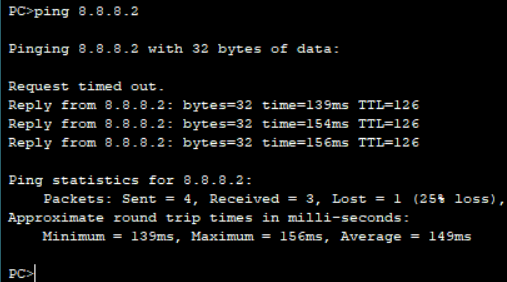 PC>ping 8.8.8.2
Pinging 8.8.8.2 with 32 bytes of data:
Request timed out.
Reply from 8.8.8.2: bytes=32 time=139ms TTL=126
Reply from 8.8.8.2: bytes=32 time=154ms TTL=126
Reply from 8.8.8.2: bytes=32 time=156ms TTL=126
Ping statistics for 8.8.8.2:
Packets: Sent = 4, Received = 3, Lost = 1 (25% loss),
Approximate round trip times in milli-seconds:
Minimum = 139ms, Maximum = 156ms, Average = 149ms
PC>